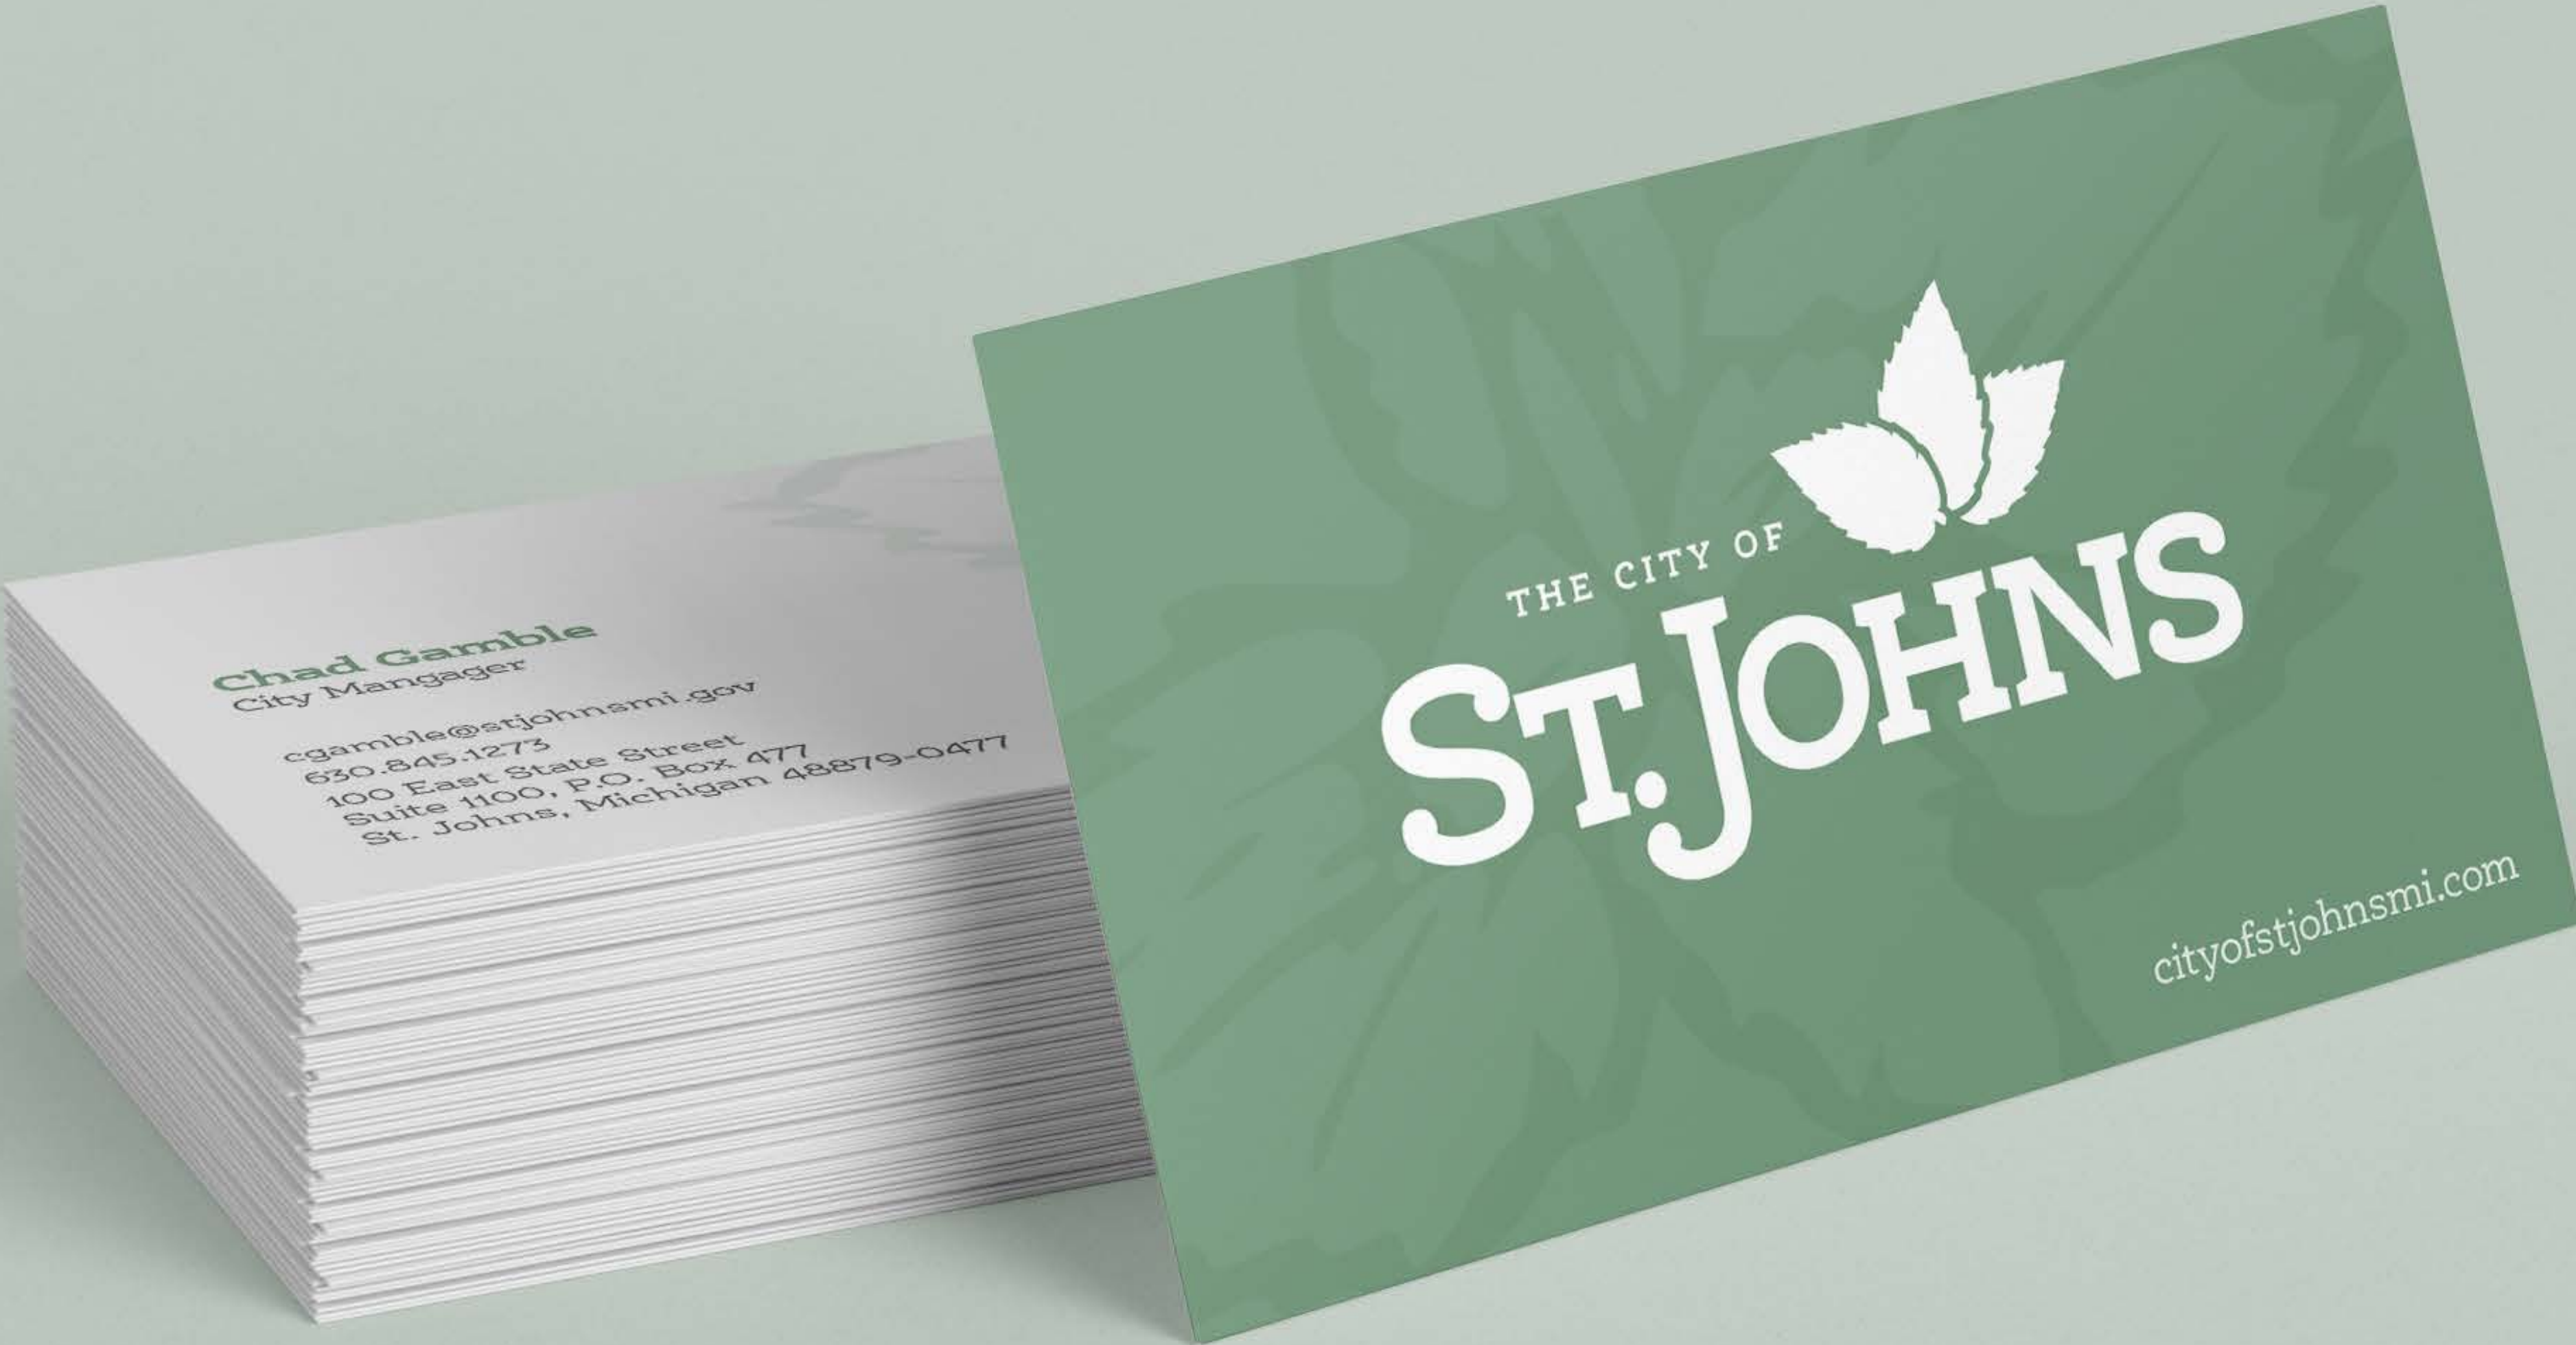 Chad Gamble
City Mangager
cgamble@stjohnsmi.gov
630.845.1273
100 East State Street
Suite 1100, P.O. Box 477
St. Johns, Michigan 48879-0477
THE CITY OF
ST. JOHNS
cityofstjohnsmi.com